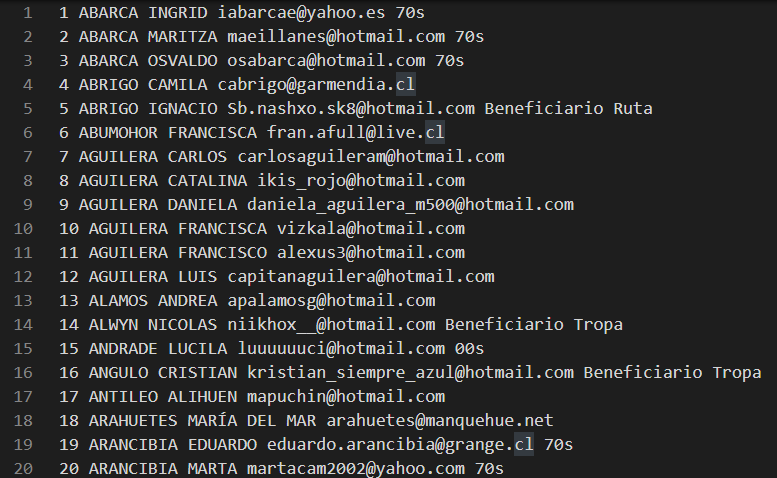 1 1 ABARCA INGRID iabarcae@yahoo.es 70s
2 2 ABARCA MARITZA maeillanes@hotmail.com 70s
3 3 ABARCA OSVALDO osabarca@hotmail.com 70s
4 4 ABRIGO CAMILA cabrigo@garmendia.cl
5 5 ABRIGO IGNACIO Sb.nashxo.sk8@hotmail.com Beneficiario Ruta
6 6 ABUMOHOR FRANCISCA fran.afull@live.cl
7 7 AGUILERA CARLOS carlosaguileram@hotmail.com
8 8 AGUILERA CATALINA ikis_rojo@hotmail.com
9 9 AGUILERA DANIELA daniela_aguilera_m500@hotmail.com
10 10 AGUILERA FRANCISCA vizkala@hotmail.com
11 11 AGUILERA FRANCISCO alexus3@hotmail.com
12 12 AGUILERA LUIS capitanaguilera@hotmail.com
13 13 ALAMOS ANDREA apalamosg@hotmail.com
14 14 ALWYN NICOLAS niikhox__@hotmail.com Beneficiario Tropa
15 15 ANDRADE LUCILA luuuuuuci@hotmail.com 00s
16 16 ANGULO CRISTIAN kristian_siempre_azul@hotmail.com Beneficiario Tropa
17 17 ANTILEO ALIHUEN mapuchin@hotmail.com
18 18 ARAHUETES MARÍA DEL MAR arahuetes@manquehue.net
19 19 ARANCIBIA EDUARDO eduardo.arancibia@grange.cl 70s
20 20 ARANCIBIA MARTA martacam2002@yahoo.com 70s